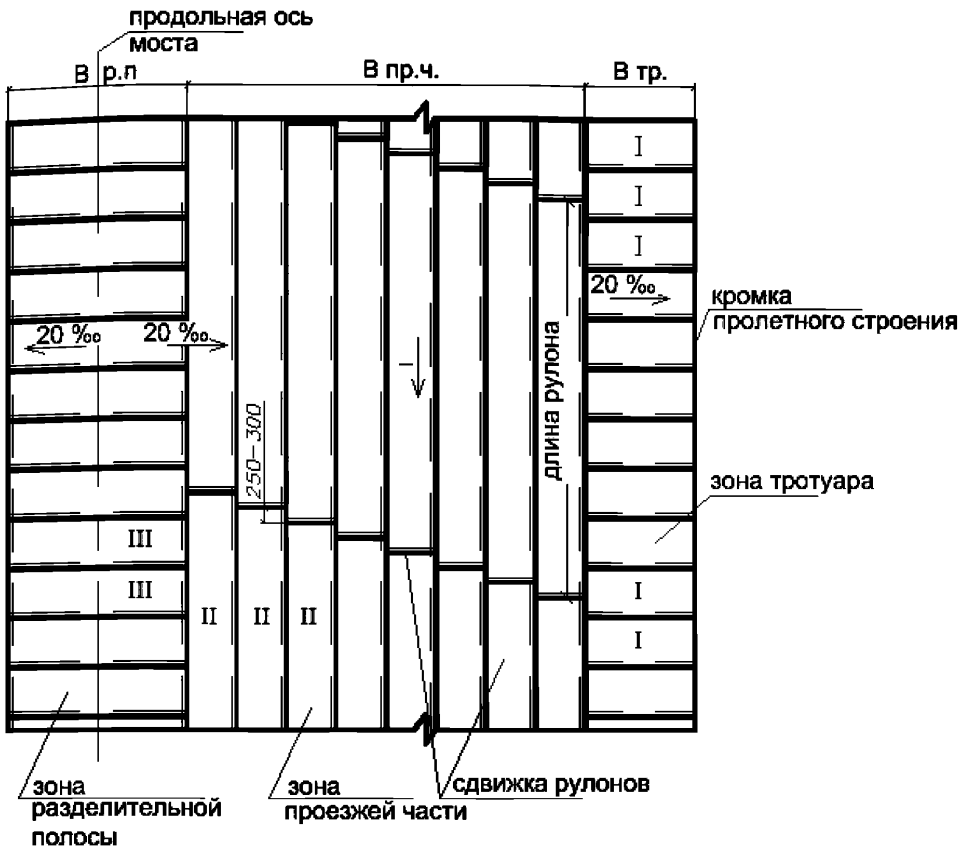 продольная ось
моста
В р.п
В пр.ч.
В тр.
I
I
I
20 ‰
20 ‰
20 ‰
i
кромка
пролетного строения
длина рулона
250-300
зона тротуара
III
III
II
II
II
I
I
зона
разделительной
полосы
зона
проезжей части
сдвижка рулонов